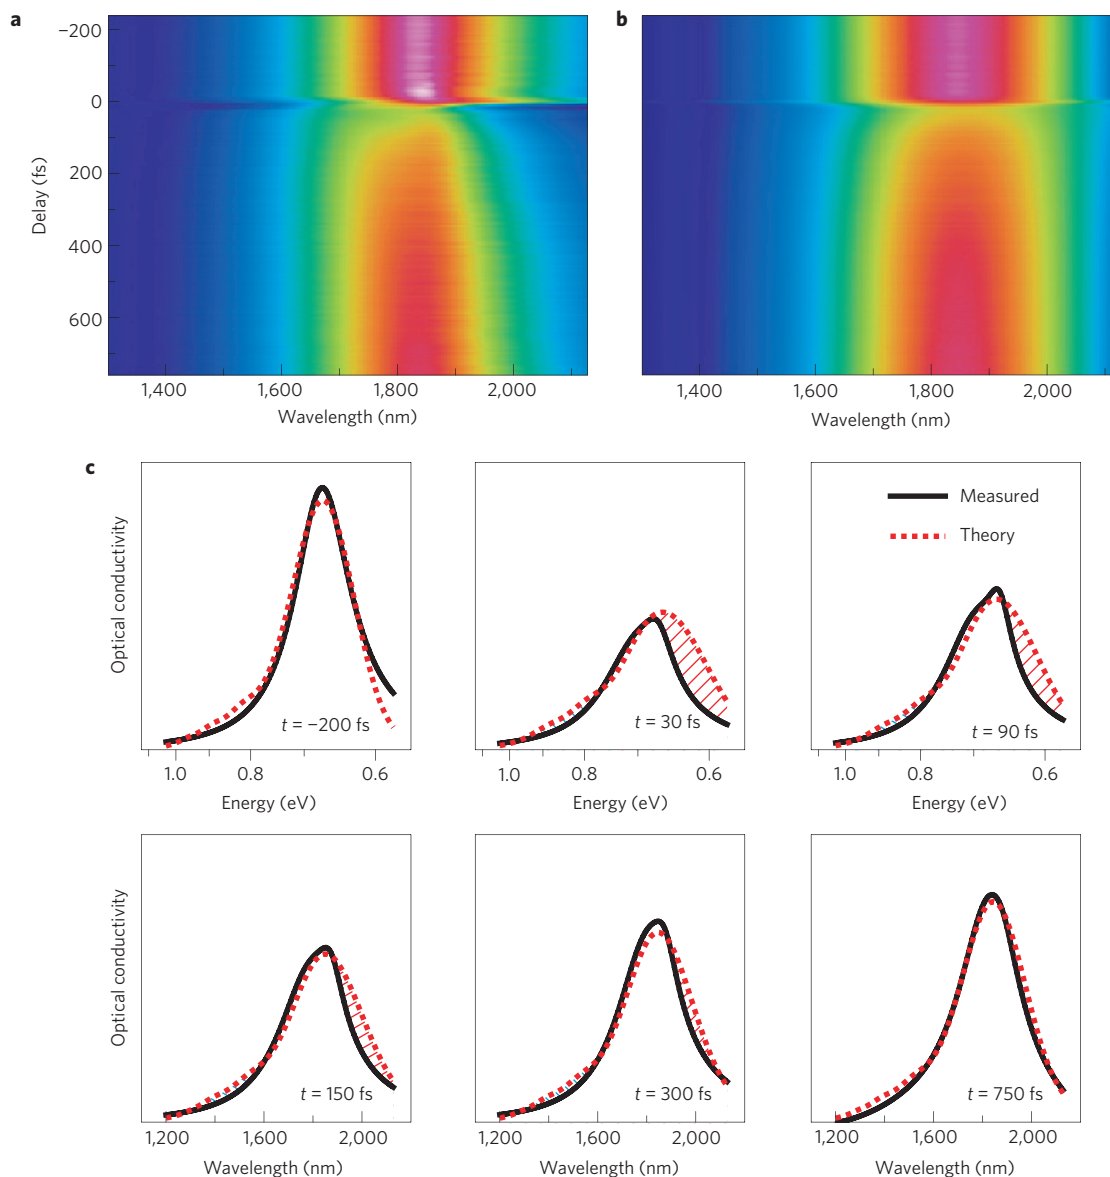 a
b
−200
0
200
400
600
Delay (fs)
1,400 1,600 1,800 2,000
Wavelength (nm)
1,400 1,600 1,800 2,000
Wavelength (nm)
c
Optical conductivity
t = −200 fs
1.0 0.8 0.6
Energy (eV)
t = 30 fs
1.0 0.8 0.6
Energy (eV)
Measured
Theory
t = 90 fs
1.0 0.8 0.6
Energy (eV)
Optical conductivity
t = 150 fs
1,200 1,600 2,000
Wavelength (nm)
t = 300 fs
1,200 1,600 2,000
Wavelength (nm)
t = 750 fs
1,200 1,600 2,000
Wavelength (nm)